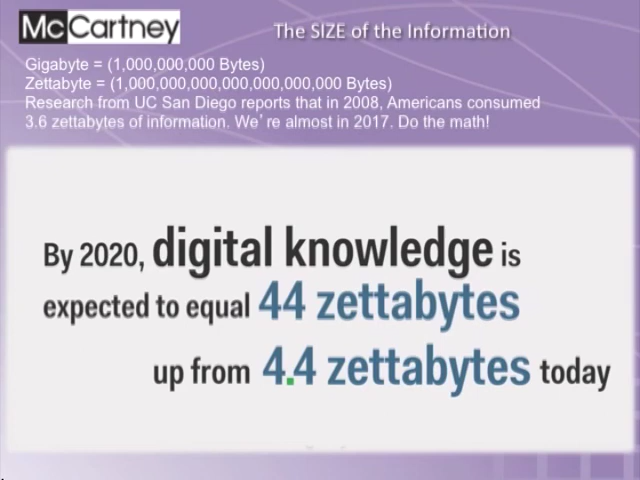 McCartney
The SIZE of the Information
Gigabyte = (1,000,000,000 Bytes)
Zettabyte = (1,000,000,000,000,000,000,000 Bytes)
Research from UC San Diego reports that in 2008, Americans consumed
3.6 zettabytes of information. We’re almost in 2017. Do the math!
By 2020, digital knowledge is
expected to equal 44 zettabytes
up from 4.4 zettabytes today